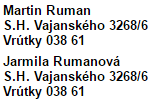 Martin Ruman
S.H. Vajanského 3268/6
Vrútky 038 61
Jarmila Rumanová
S.H. Vajanského 3268/6
Vrútky 038 61